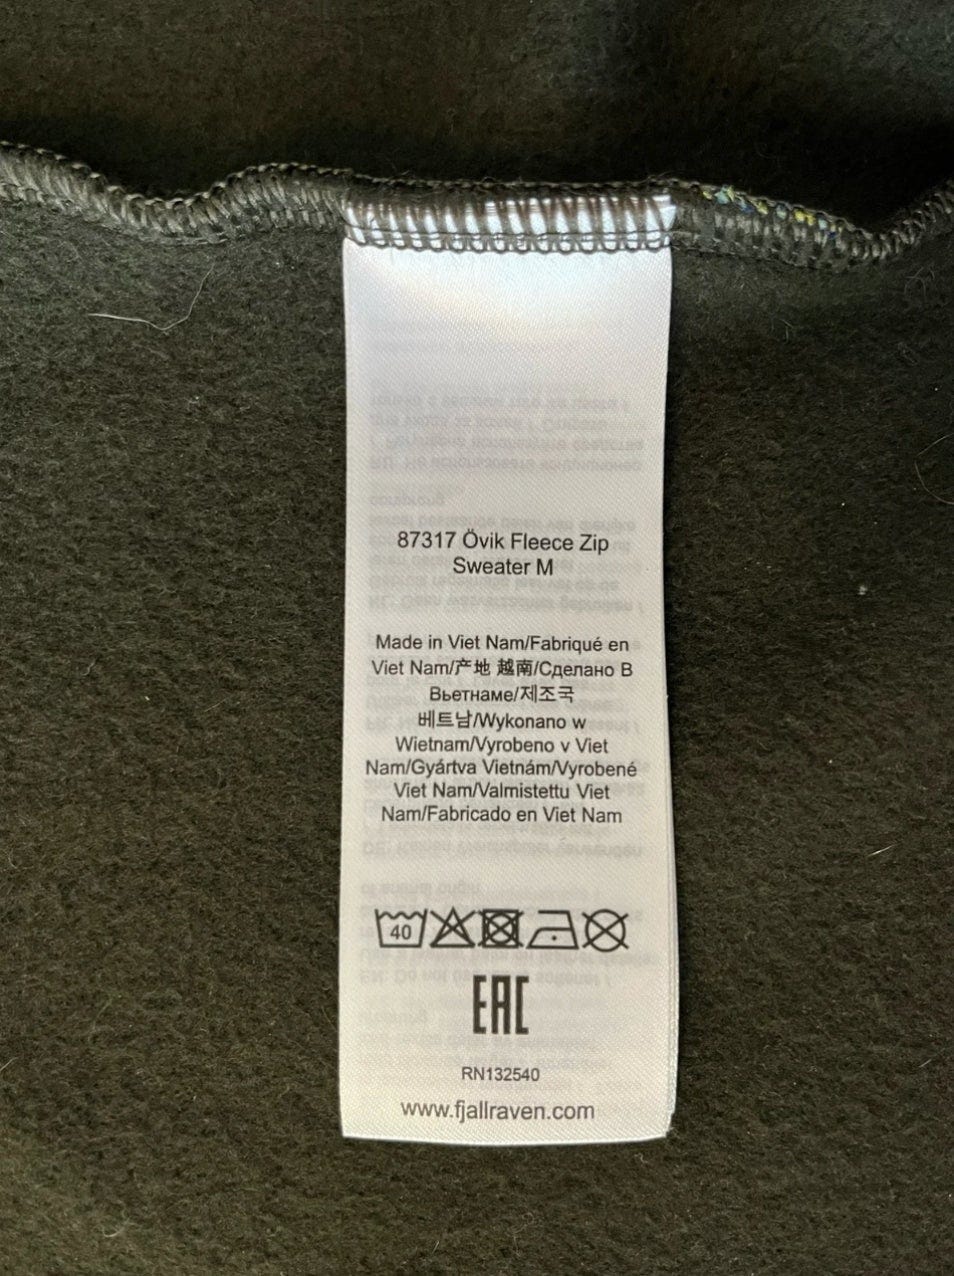 87317 Övik Fleece Zip
Sweater M
Made in Viet Nam/Fabriqué en
Viet Nam/产地 越南/Сделано В
Вьетнаме/제조국
베트남/Wykonano w
Wietnam/Vyrobeno v Viet
Nam/Gyártva Vietnám/Vyrobené
Viet Nam/Valmistettu Viet
Nam/Fabricado en Viet Nam
40
EAC
RN132540
www.fjallraven.com